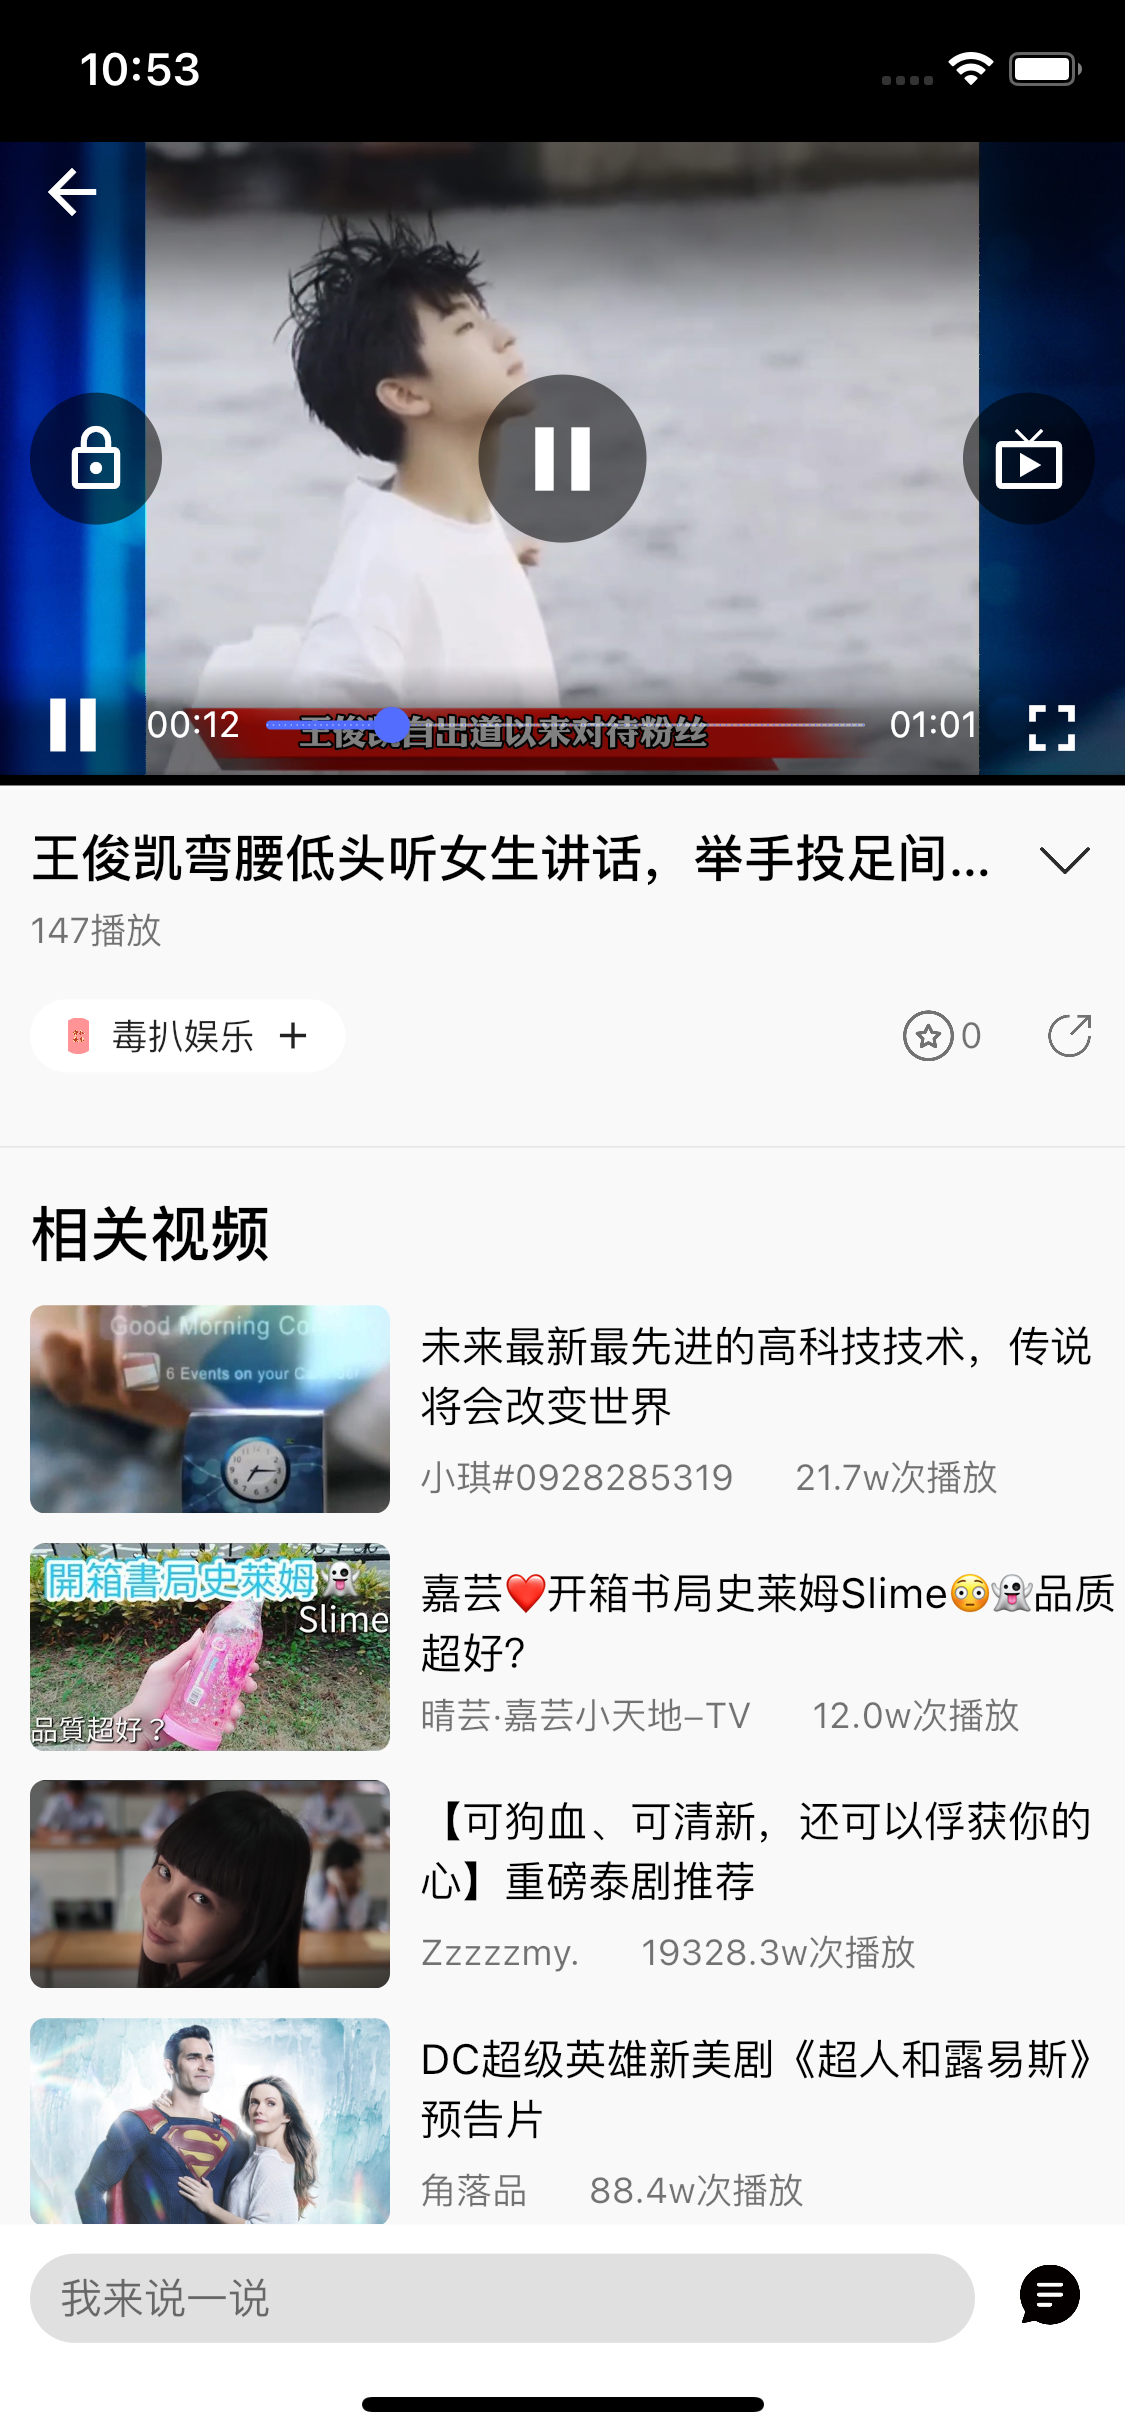 10:53
00:12
王俊凯自出道以来对待粉丝
01:01
王俊凯弯腰低头听女生讲话，举手投足间...
147播放
毒扒娱乐 +
0
相关视频
Good Morning Co
6 Events on your
未来最新最先进的高科技技术，传说
将会改变世界
小琪#0928285319 21.7w次播放
開箱書局史萊姆👻
Slime
品質超好？
嘉芸❤️开箱书局史莱姆Slime😳👻品质
超好?
晴芸·嘉芸小天地–TV 12.0w次播放
【可狗血、可清新，还可以俘获你的
心】重磅泰剧推荐
Zzzzzmy. 19328.3w次播放
DC超级英雄新美剧《超人和露易斯》
预告片
角落品 88.4w次播放
我来说一说